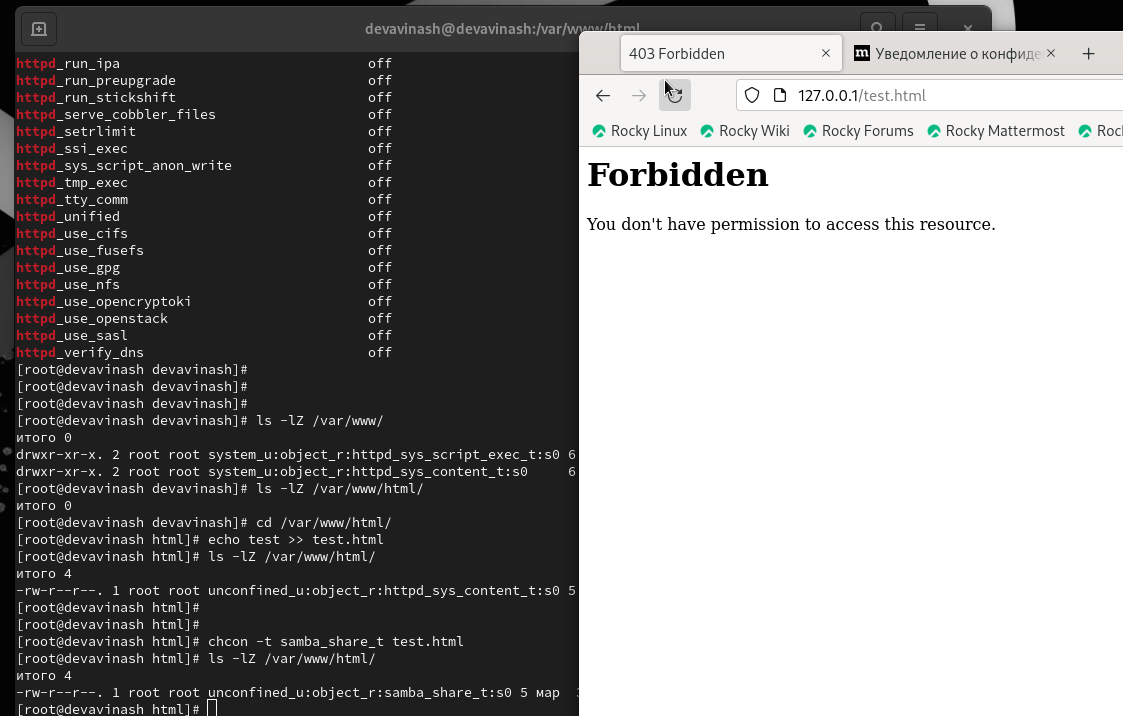 devavinash@devavinash:/var/www/html
httpd_run_ipa off
httpd_run_preupgrade off
httpd_run_stickshift off
httpd_serve_cobbler_files off
httpd_setrlimit off
httpd_ssi_exec off
httpd_sys_script_anon_write off
httpd_tmp_exec off
httpd_tty_comm off
httpd_unified off
httpd_use_cifs off
httpd_use_fusefs off
httpd_use_gpg off
httpd_use_nfs off
httpd_use_opencryptoki off
httpd_use_openstack off
httpd_use_sasl off
httpd_verify_dns off
[root@devavinash devavinash]#
[root@devavinash devavinash]#
[root@devavinash devavinash]#
[root@devavinash devavinash]# ls -lZ /var/www/
итого 0
drwxr-xr-x. 2 root root system_u:object_r:httpd_sys_script_exec_t:s0 6
drwxr-xr-x. 2 root root system_u:object_r:httpd_sys_content_t:s0 6
[root@devavinash devavinash]# ls -lZ /var/www/html/
итого 0
[root@devavinash devavinash]# cd /var/www/html/
[root@devavinash html]# echo test >> test.html
[root@devavinash html]# ls -lZ /var/www/html/
итого 4
-rw-r--r--. 1 root root unconfined_u:object_r:httpd_sys_content_t:s0 5
[root@devavinash html]#
[root@devavinash html]#
[root@devavinash html]# chcon -t samba_share_t test.html
[root@devavinash html]# ls -lZ /var/www/html/
итого 4
-rw-r--r--. 1 root root unconfined_u:object_r:samba_share_t:s0 5 мар
[root@devavinash html]#
403 Forbidden
m Уведомление о конфиде
127.0.0.1/test.html
Rocky Linux Rocky Wiki Rocky Forums Rocky Mattermost Roc
Forbidden
You don't have permission to access this resource.